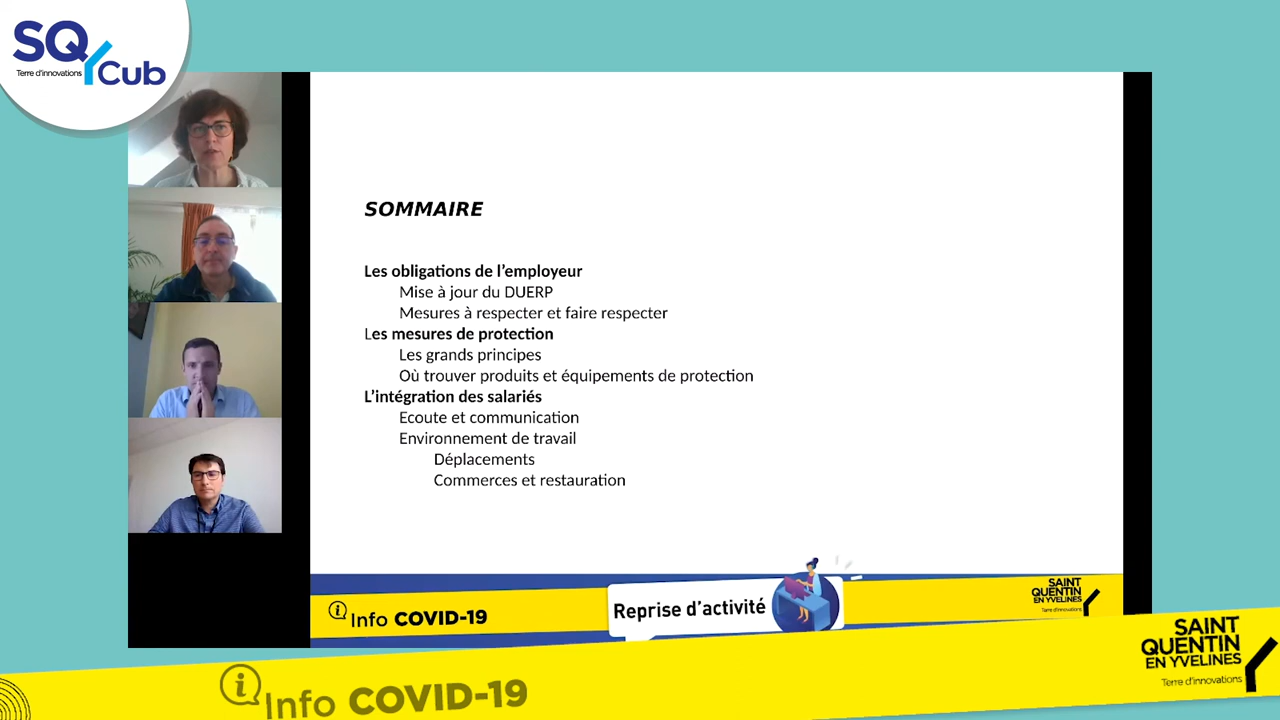 SQY Cub
Terre d'innovations
SOMMAIRE
Les obligations de l'employeur
Mise à jour du DUERP
Mesures à respecter et faire respecter
Les mesures de protection
Les grands principes
Où trouver produits et équipements de protection
L'intégration des salariés
Ecoute et communication
Environnement de travail
Déplacements
Commerces et restauration
i Info COVID-19
Reprise d'activité
SAINT
QUENTIN
EN YVELINES
Terre d'innovations
i Info COVID-19
SAINT
QUENTIN
EN YVELINES
Terre d'innovations